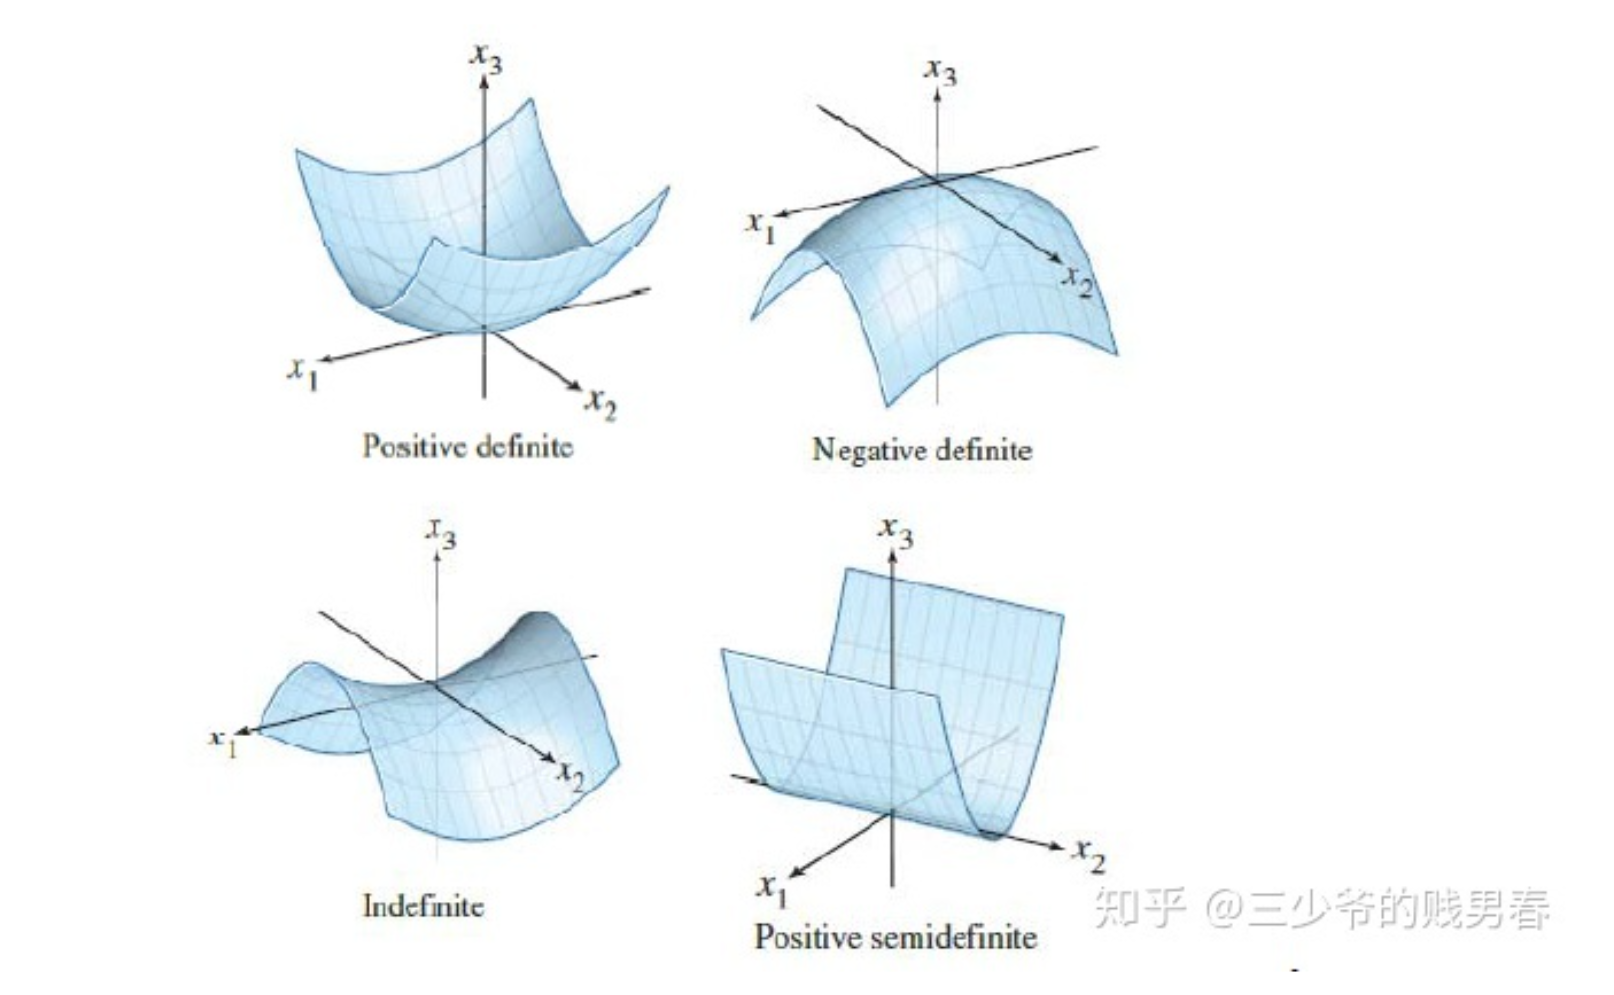 x3
x1
x2
Positive definite
x3
x1
x2
Negative definite
x3
x1
x2
Indefinite
x3
x1
x2
Positive semidefinite
知乎 @三少爷的贱男春